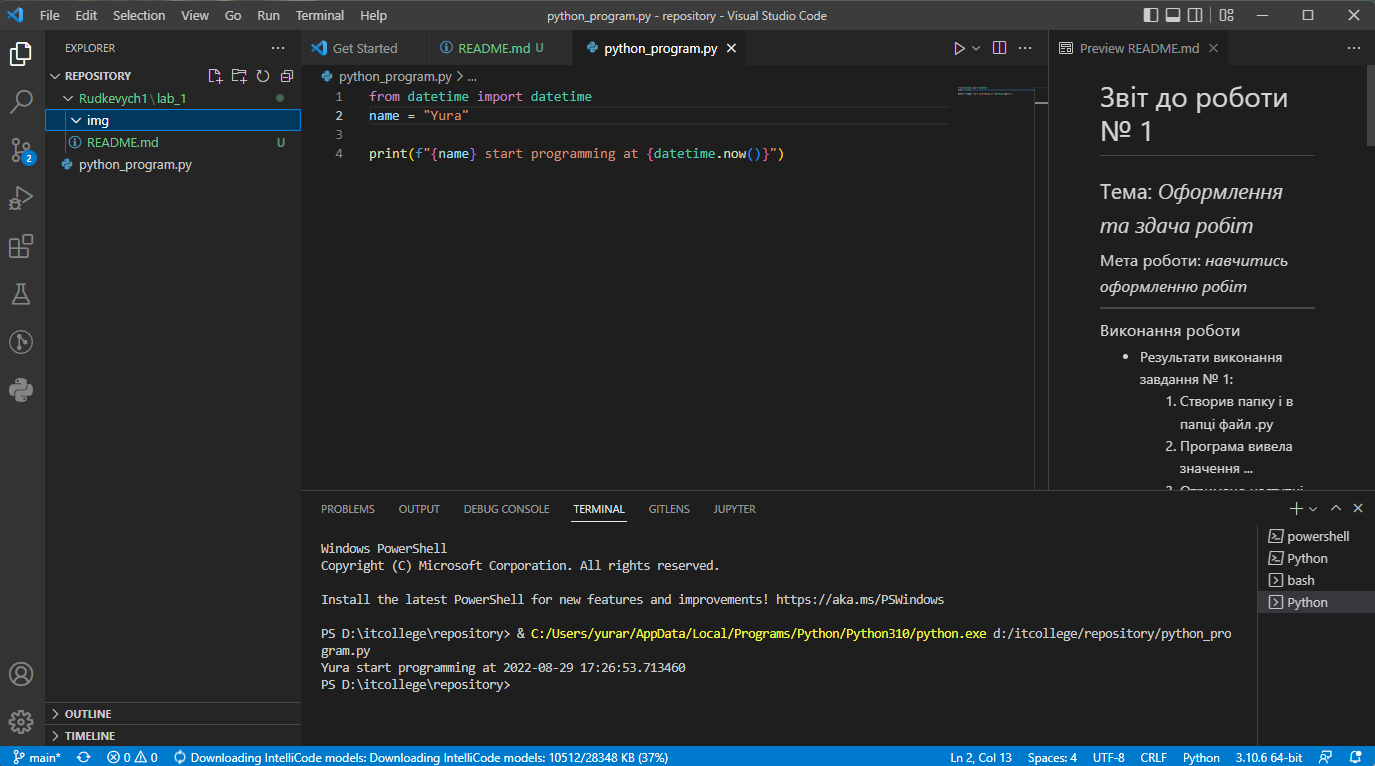 File Edit Selection View Go Run Terminal Help
python_program.py - repository - Visual Studio Code
EXPLORER
REPOSITORY
Rudkevych1 \ lab_1
img
README.md U
python_program.py
OUTLINE
TIMELINE
Get Started
README.md U
python_program.py
python_program.py > ...
1 from datetime import datetime
2 name = "Yura"
3
4 print(f"{name} start programming at {datetime.now()}")
Preview README.md
Звіт до роботи
№ 1
Тема: Оформлення
та здача робіт
Мета роботи: навчитись
оформленню робіт
Виконання роботи
• Результати виконання
завдання № 1:
1. Створив папку і в
папці файл .py
2. Програма вивела
значення ...
PROBLEMS OUTPUT DEBUG CONSOLE TERMINAL GITLENS JUPYTER
Windows PowerShell
Copyright (C) Microsoft Corporation. All rights reserved.
Install the latest PowerShell for new features and improvements! https://aka.ms/PSWindows
PS D:\itcollege\repository> & C:/Users/yurar/AppData/Local/Programs/Python/Python310/python.exe d:/itcollege/repository/python_pro
gram.py
Yura start programming at 2022-08-29 17:26:53.713460
PS D:\itcollege\repository>
powershell
Python
bash
Python
2
main* 0 0 Downloading IntelliCode models: Downloading IntelliCode models: 10512/28348 KB (37%)
Ln 2, Col 13 Spaces: 4 UTF-8 CRLF Python 3.10.6 64-bit